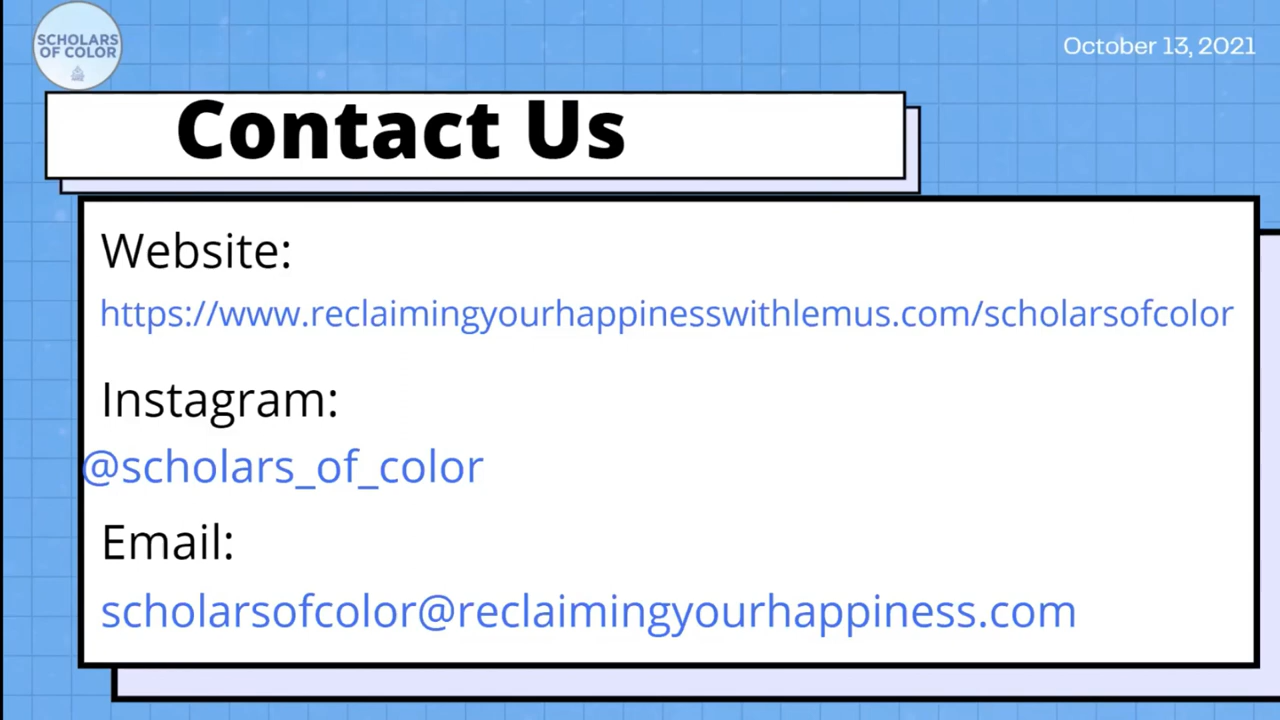 SCHOLARS
OF COLOR
October 13, 2021
Contact Us
Website:
https://www.reclaimingyourhappinesswithlemus.com/scholarsofcolor
Instagram:
@scholars_of_color
Email:
scholarsofcolor@reclaimingyourhappiness.com